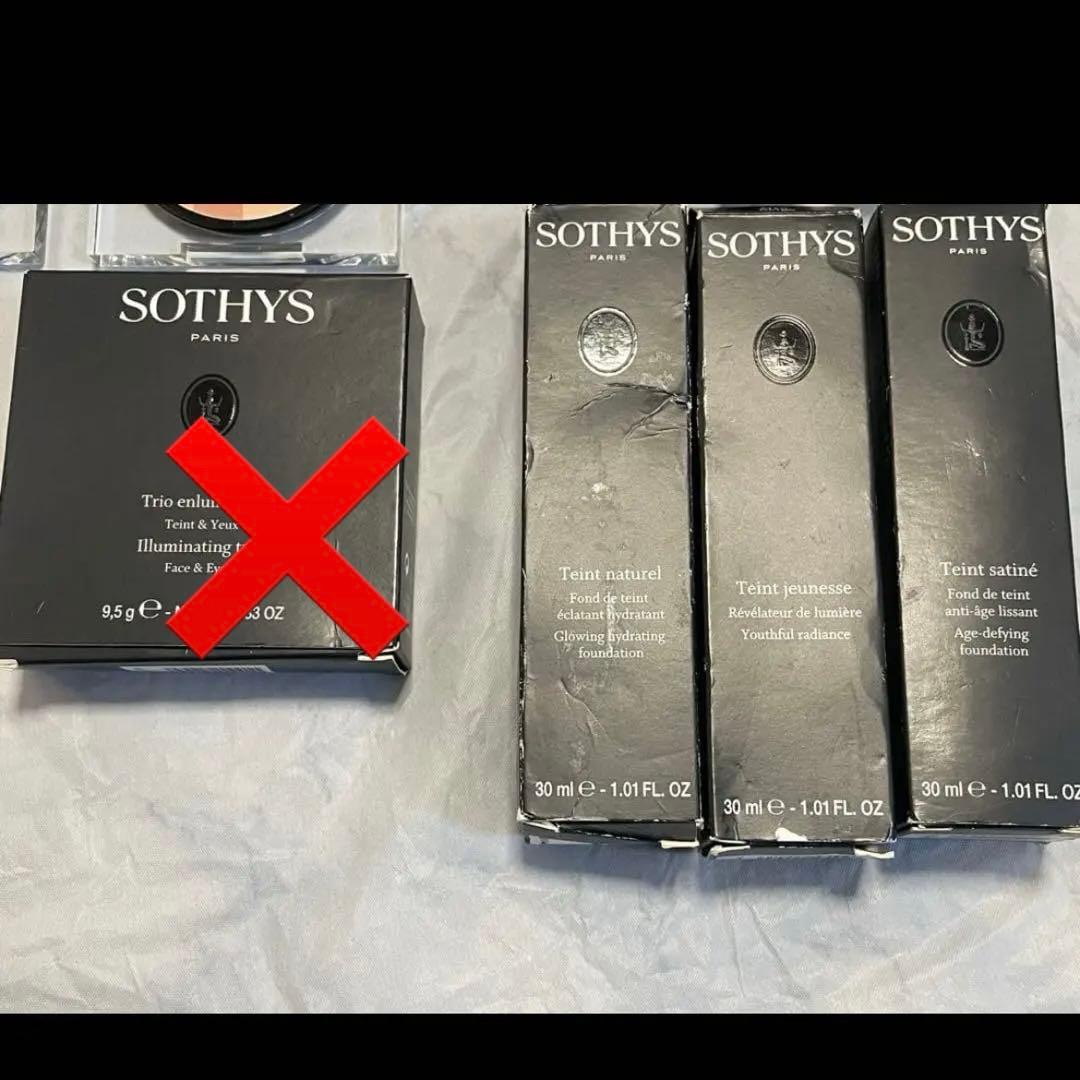 SOTHYS
PARIS
Trio
Teint & Yeux
Illuminating
Face &
9,5 g ℮ - OZ
SOTHYS
PARIS
Teint naturel
Fond de teint
éclatant hydratant
Glowing hydrating
foundation
30 ml ℮ - 1.01 FL. OZ
SOTHYS
PARIS
Teint jeunesse
Révélateur de lumière
Youthful radiance
30 ml ℮ - 1.01 FL. OZ
SOTHYS
PARIS
Teint satiné
Fond de teint
anti-âge lissant
Age-defying
foundation
30 ml ℮ - 1.01 FL. OZ